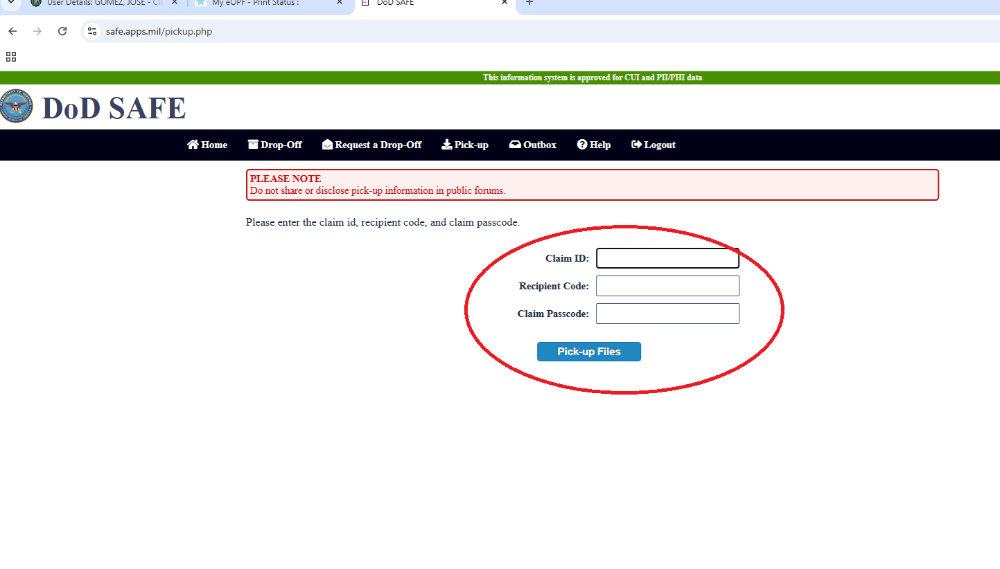 User Details: GOMEZ, JOSE - CI
My eOPF - Print Status :
DoD SAFE
safe.apps.mil/pickup.php
This information system is approved for CUI and PII/PHI data
DoD SAFE
Home Drop-Off Request a Drop-Off Pick-up Outbox Help Logout
PLEASE NOTE
Do not share or disclose pick-up information in public forums.
Please enter the claim id, recipient code, and claim passcode.
Claim ID:
Recipient Code:
Claim Passcode:
Pick-up Files